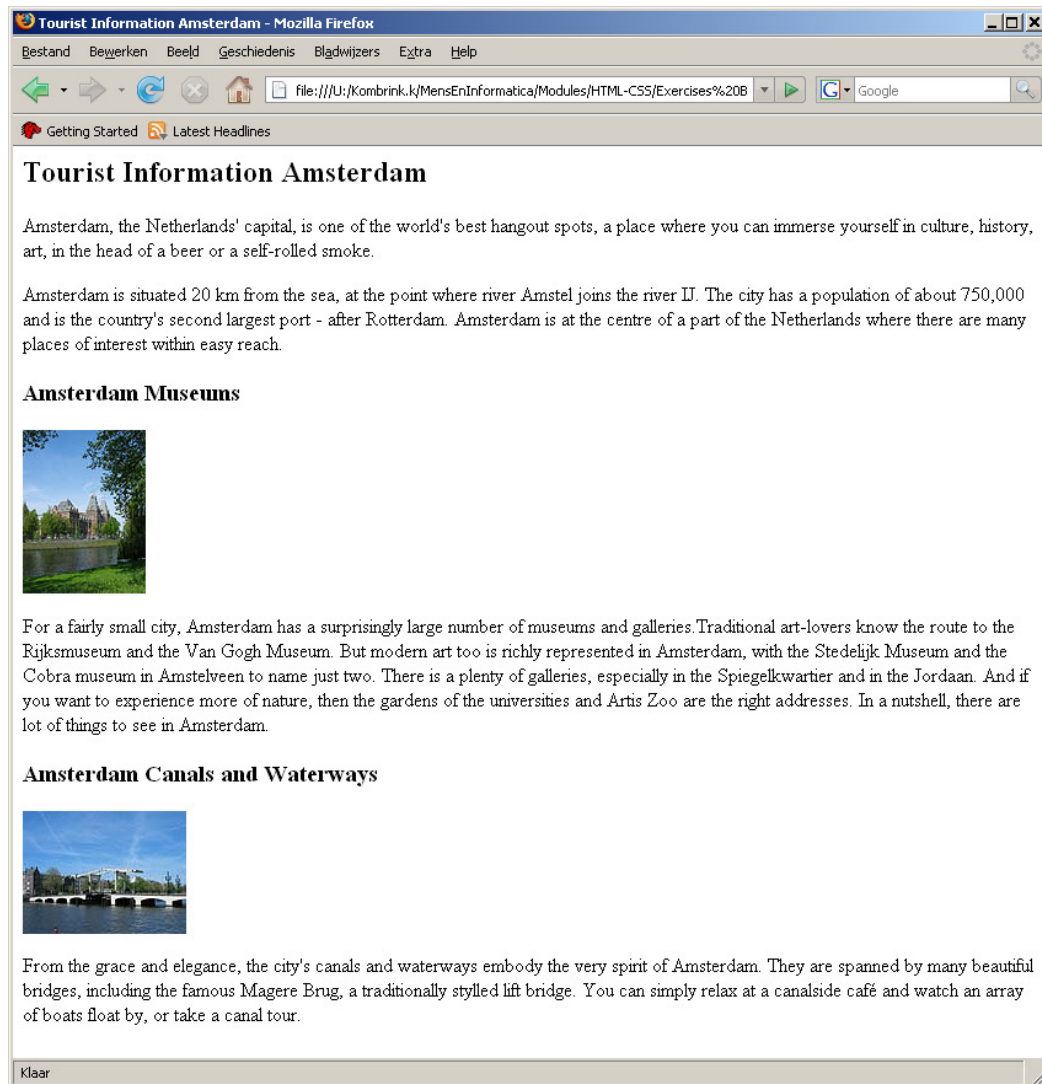 Tourist Information Amsterdam - Mozilla Firefox
Bestand Bewerken Beeld Geschiedenis Bladwijzers Extra Help
file:///U:/Kombrink.k/MensEnInformatica/Modules/HTML-CSS/Exercises%20B
G Google
Getting Started Latest Headlines
Tourist Information Amsterdam
Amsterdam, the Netherlands' capital, is one of the world's best hangout spots, a place where you can immerse yourself in culture, history,
art, in the head of a beer or a self-rolled smoke.
Amsterdam is situated 20 km from the sea, at the point where river Amstel joins the river IJ. The city has a population of about 750,000
and is the country's second largest port - after Rotterdam. Amsterdam is at the centre of a part of the Netherlands where there are many
places of interest within easy reach.
Amsterdam Museums
For a fairly small city, Amsterdam has a surprisingly large number of museums and galleries.Traditional art-lovers know the route to the
Rijksmuseum and the Van Gogh Museum. But modern art too is richly represented in Amsterdam, with the Stedelijk Museum and the
Cobra museum in Amstelveen to name just two. There is a plenty of galleries, especially in the Spiegelkwartier and in the Jordaan. And if
you want to experience more of nature, then the gardens of the universities and Artis Zoo are the right addresses. In a nutshell, there are
lot of things to see in Amsterdam.
Amsterdam Canals and Waterways
From the grace and elegance, the city's canals and waterways embody the very spirit of Amsterdam. They are spanned by many beautiful
bridges, including the famous Magere Brug, a traditionally stylled lift bridge. You can simply relax at a canalside café and watch an array
of boats float by, or take a canal tour.
Klaar